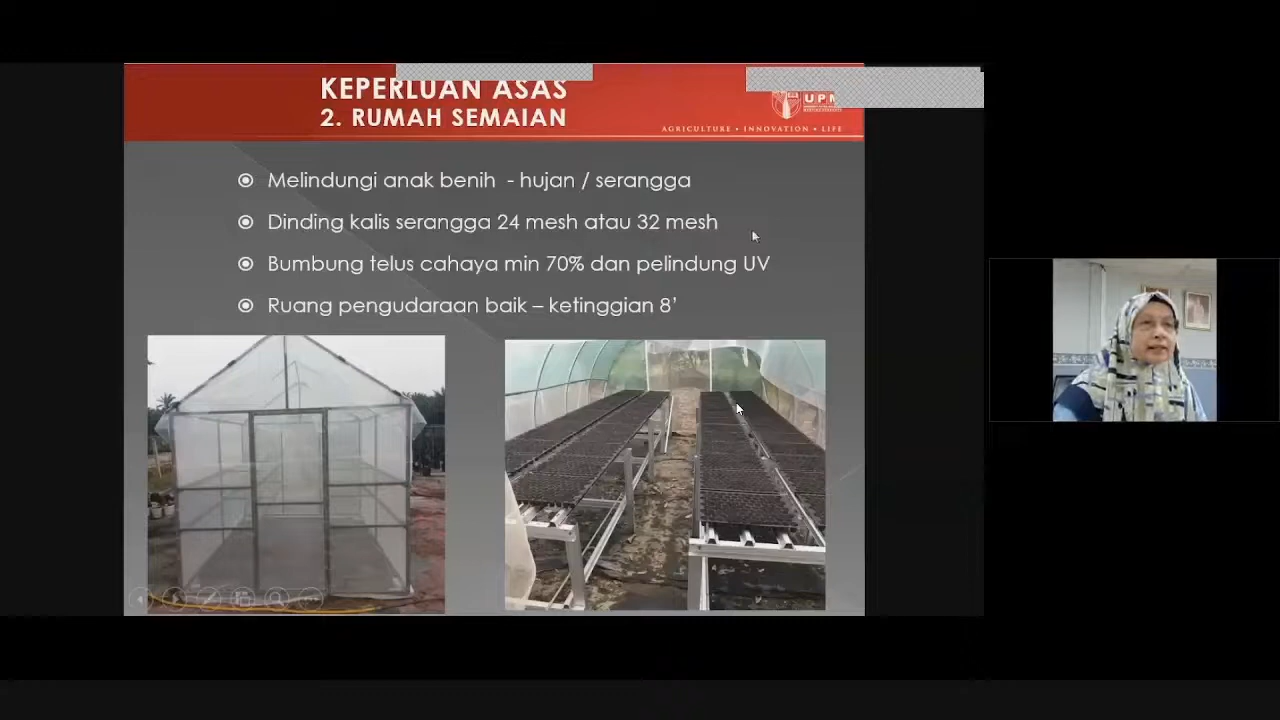 KEPERLUAN ASAS
2. RUMAH SEMAIAN
UPM
AGRICULTURE • INNOVATION • LIFE
Melindungi anak benih - hujan / serangga
Dinding kalis serangga 24 mesh atau 32 mesh
Bumbung telus cahaya min 70% dan pelindung UV
Ruang pengudaraan baik – ketinggian 8’